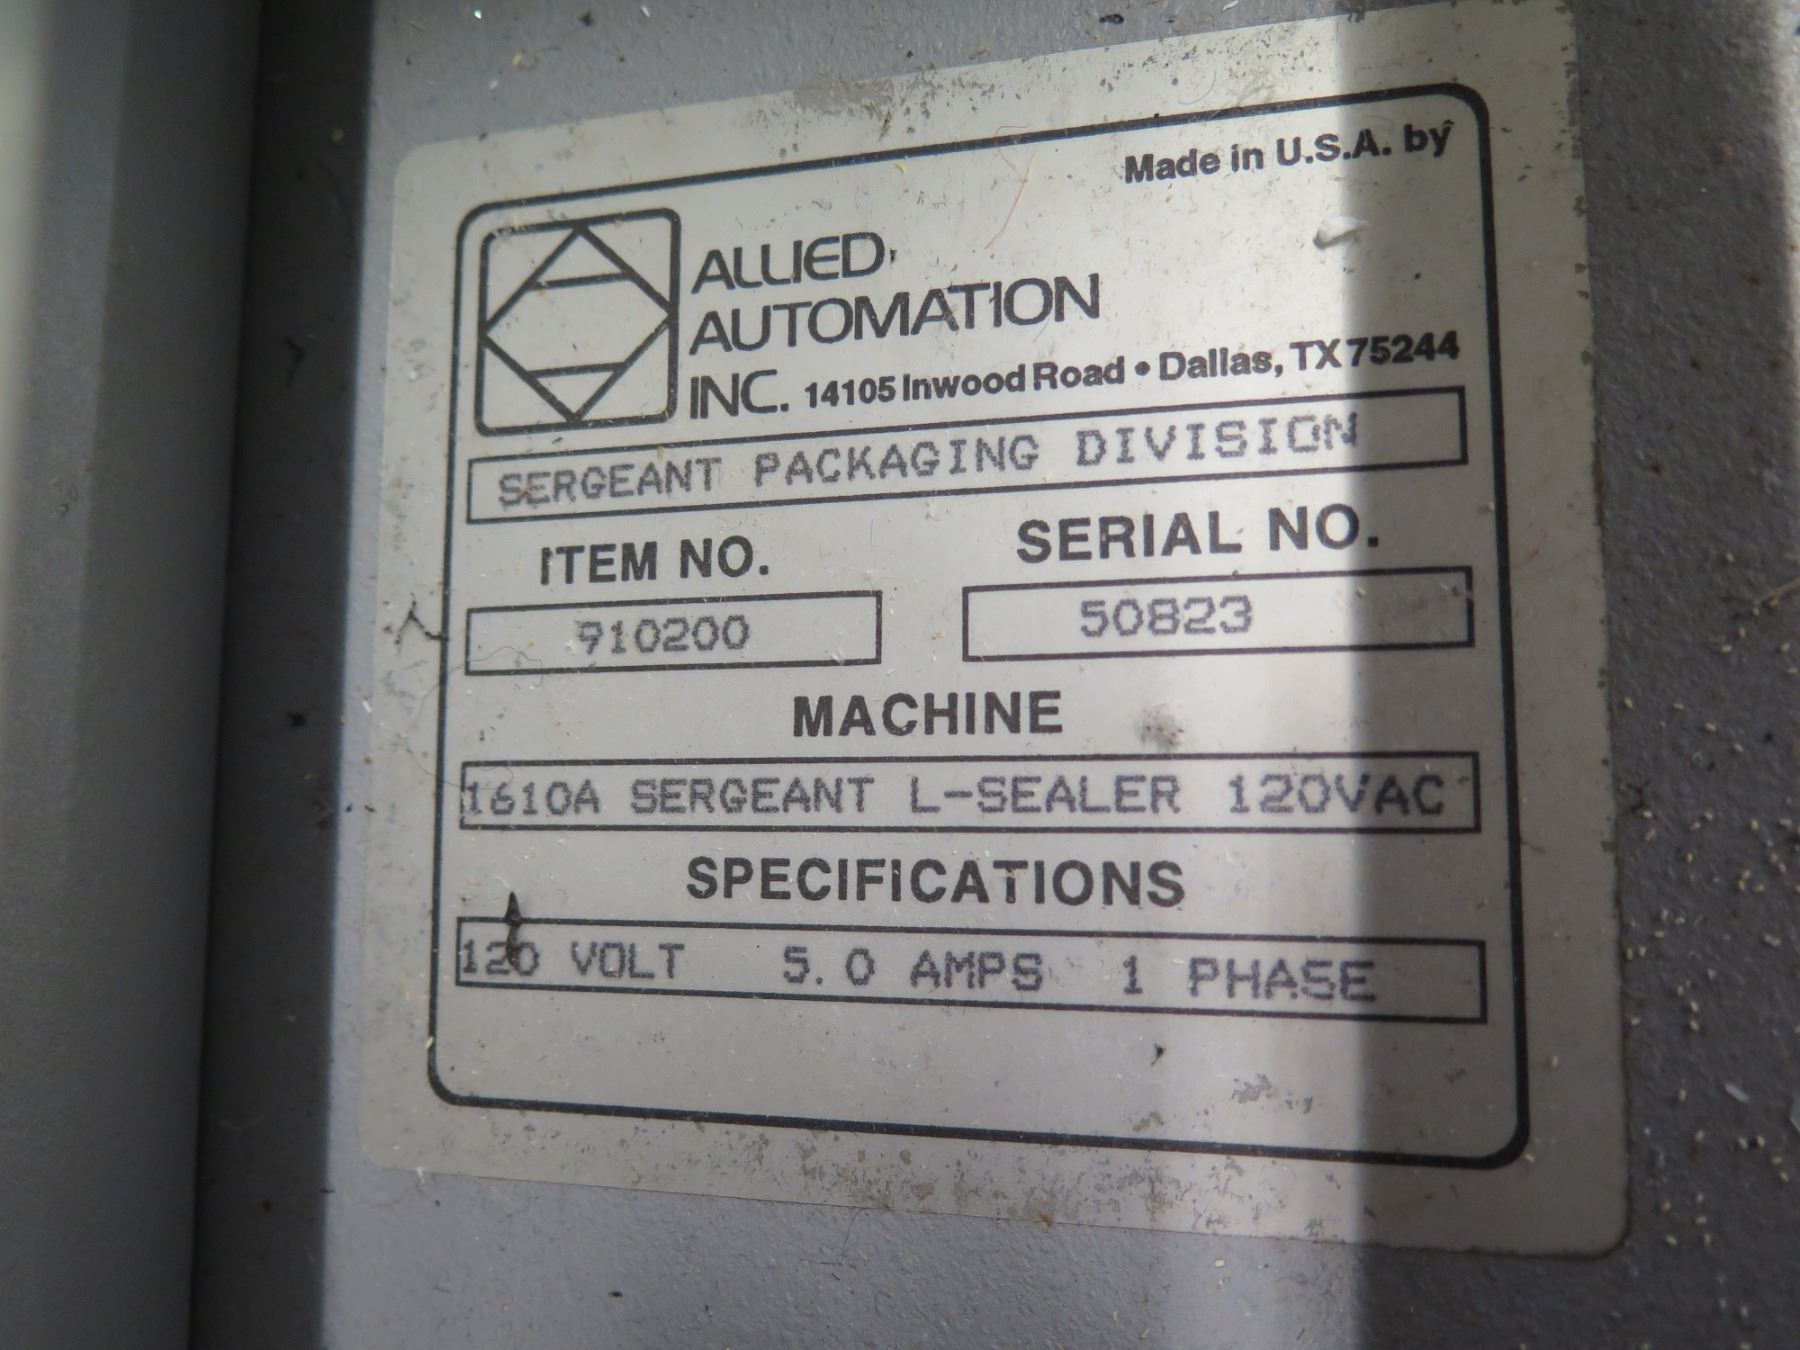 Made in U.S.A. by
ALLIED
AUTOMATION
INC. 14105 Inwood Road • Dallas, TX 75244
SERGEANT PACKAGING DIVISION
ITEM NO. SERIAL NO.
910200 50823
MACHINE
1610A SERGEANT L-SEALER 120VAC
SPECIFICATIONS
120 VOLT 5.0 AMPS 1 PHASE